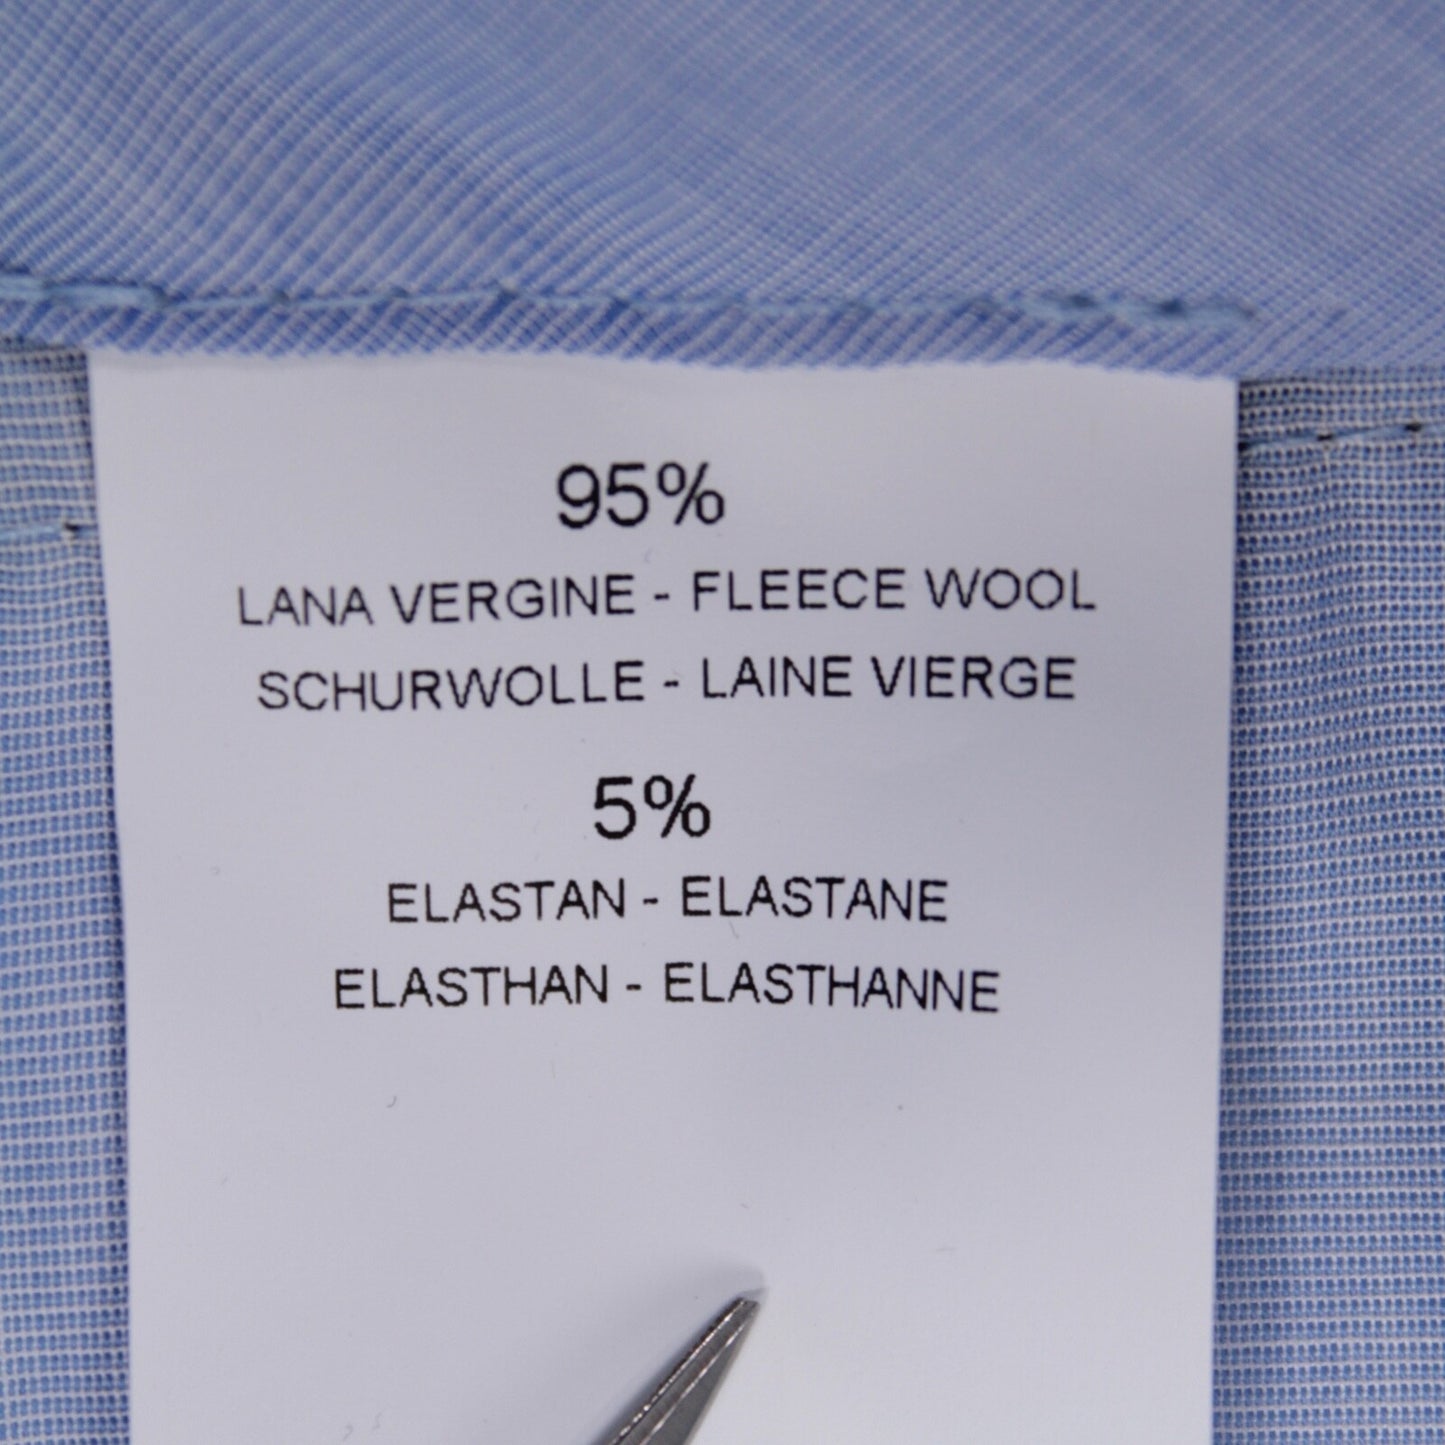 95%
LANA VERGINE - FLEECE WOOL
SCHURWOLLE - LAINE VIERGE
5%
ELASTAN - ELASTANE
ELASTHAN - ELASTHANNE